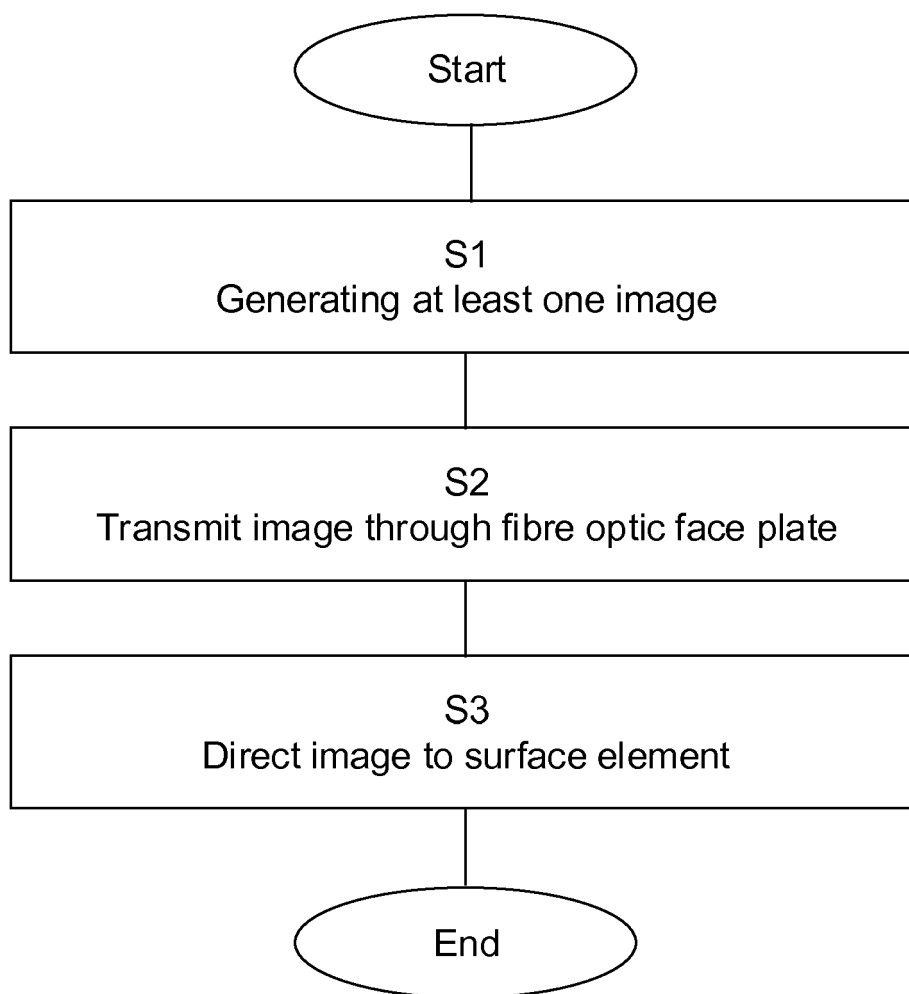 Start
S1
Generating at least one image
S2
Transmit image through fibre optic face plate
S3
Direct image to surface element
End